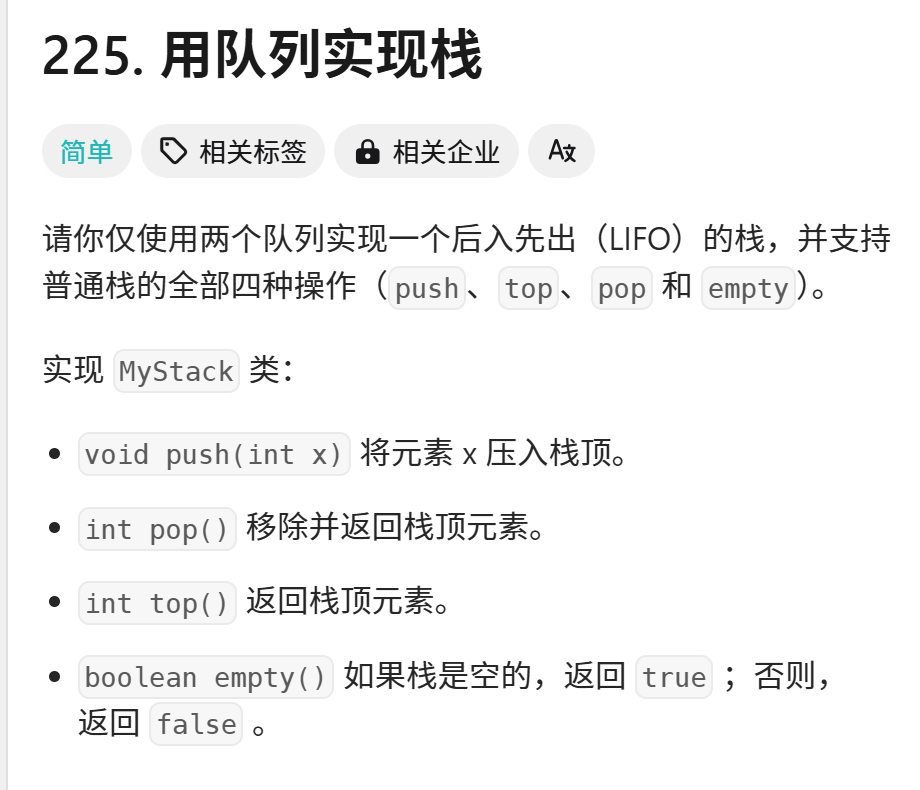 225. 用队列实现栈
简单 相关标签 相关企业 A文
请你仅使用两个队列实现一个后入先出（LIFO）的栈，并支持
普通栈的全部四种操作（push、top、pop 和 empty）。
实现 MyStack 类：
• void push(int x) 将元素 x 压入栈顶。
• int pop() 移除并返回栈顶元素。
• int top() 返回栈顶元素。
• boolean empty() 如果栈是空的，返回 true ；否则，
返回 false 。